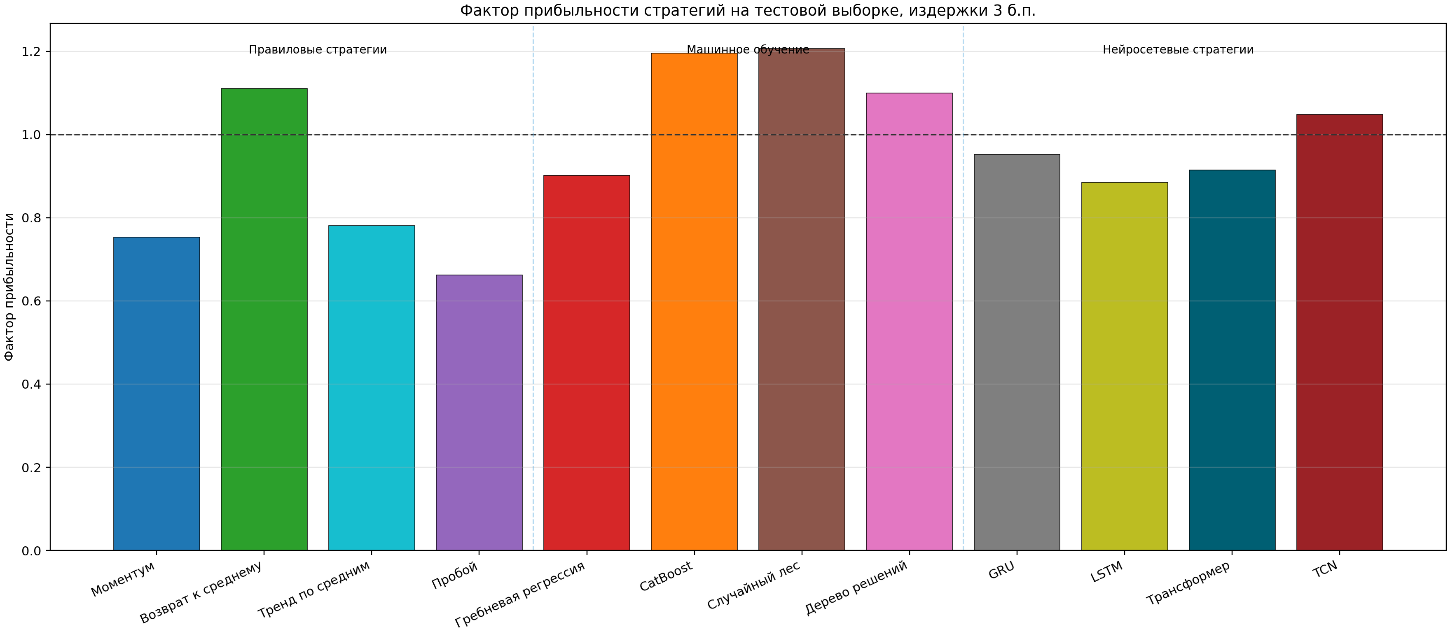 Фактор прибыльности стратегий на тестовой выборке, издержки 3 б.п.
Правиловые стратегии
Машинное обучение
Нейросетевые стратегии
Фактор прибыльности
1.2
1.0
0.8
0.6
0.4
0.2
0.0
Моментум
Возврат к среднему
Тренд по средним
Пробой
Гребневая регрессия
CatBoost
Случайный лес
Дерево решений
GRU
LSTM
Трансформер
TCN